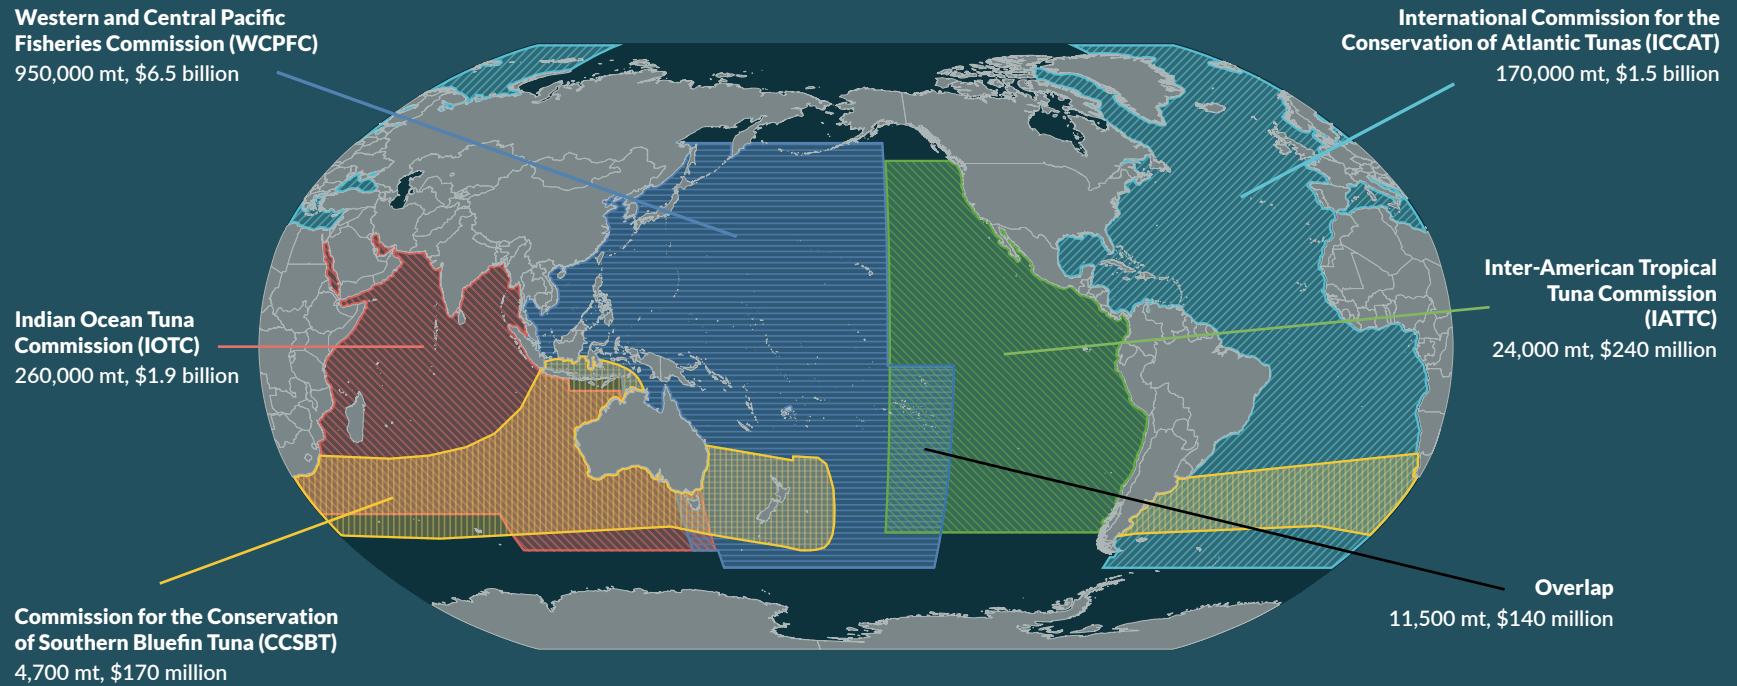 Western and Central Pacific
Fisheries Commission (WCPFC)
950,000 mt, $6.5 billion
International Commission for the
Conservation of Atlantic Tunas (ICCAT)
170,000 mt, $1.5 billion
Inter-American Tropical
Tuna Commission
(IATTC)
24,000 mt, $240 million
Indian Ocean Tuna
Commission (IOTC)
260,000 mt, $1.9 billion
Overlap
11,500 mt, $140 million
Commission for the Conservation
of Southern Bluefin Tuna (CCSBT)
4,700 mt, $170 million